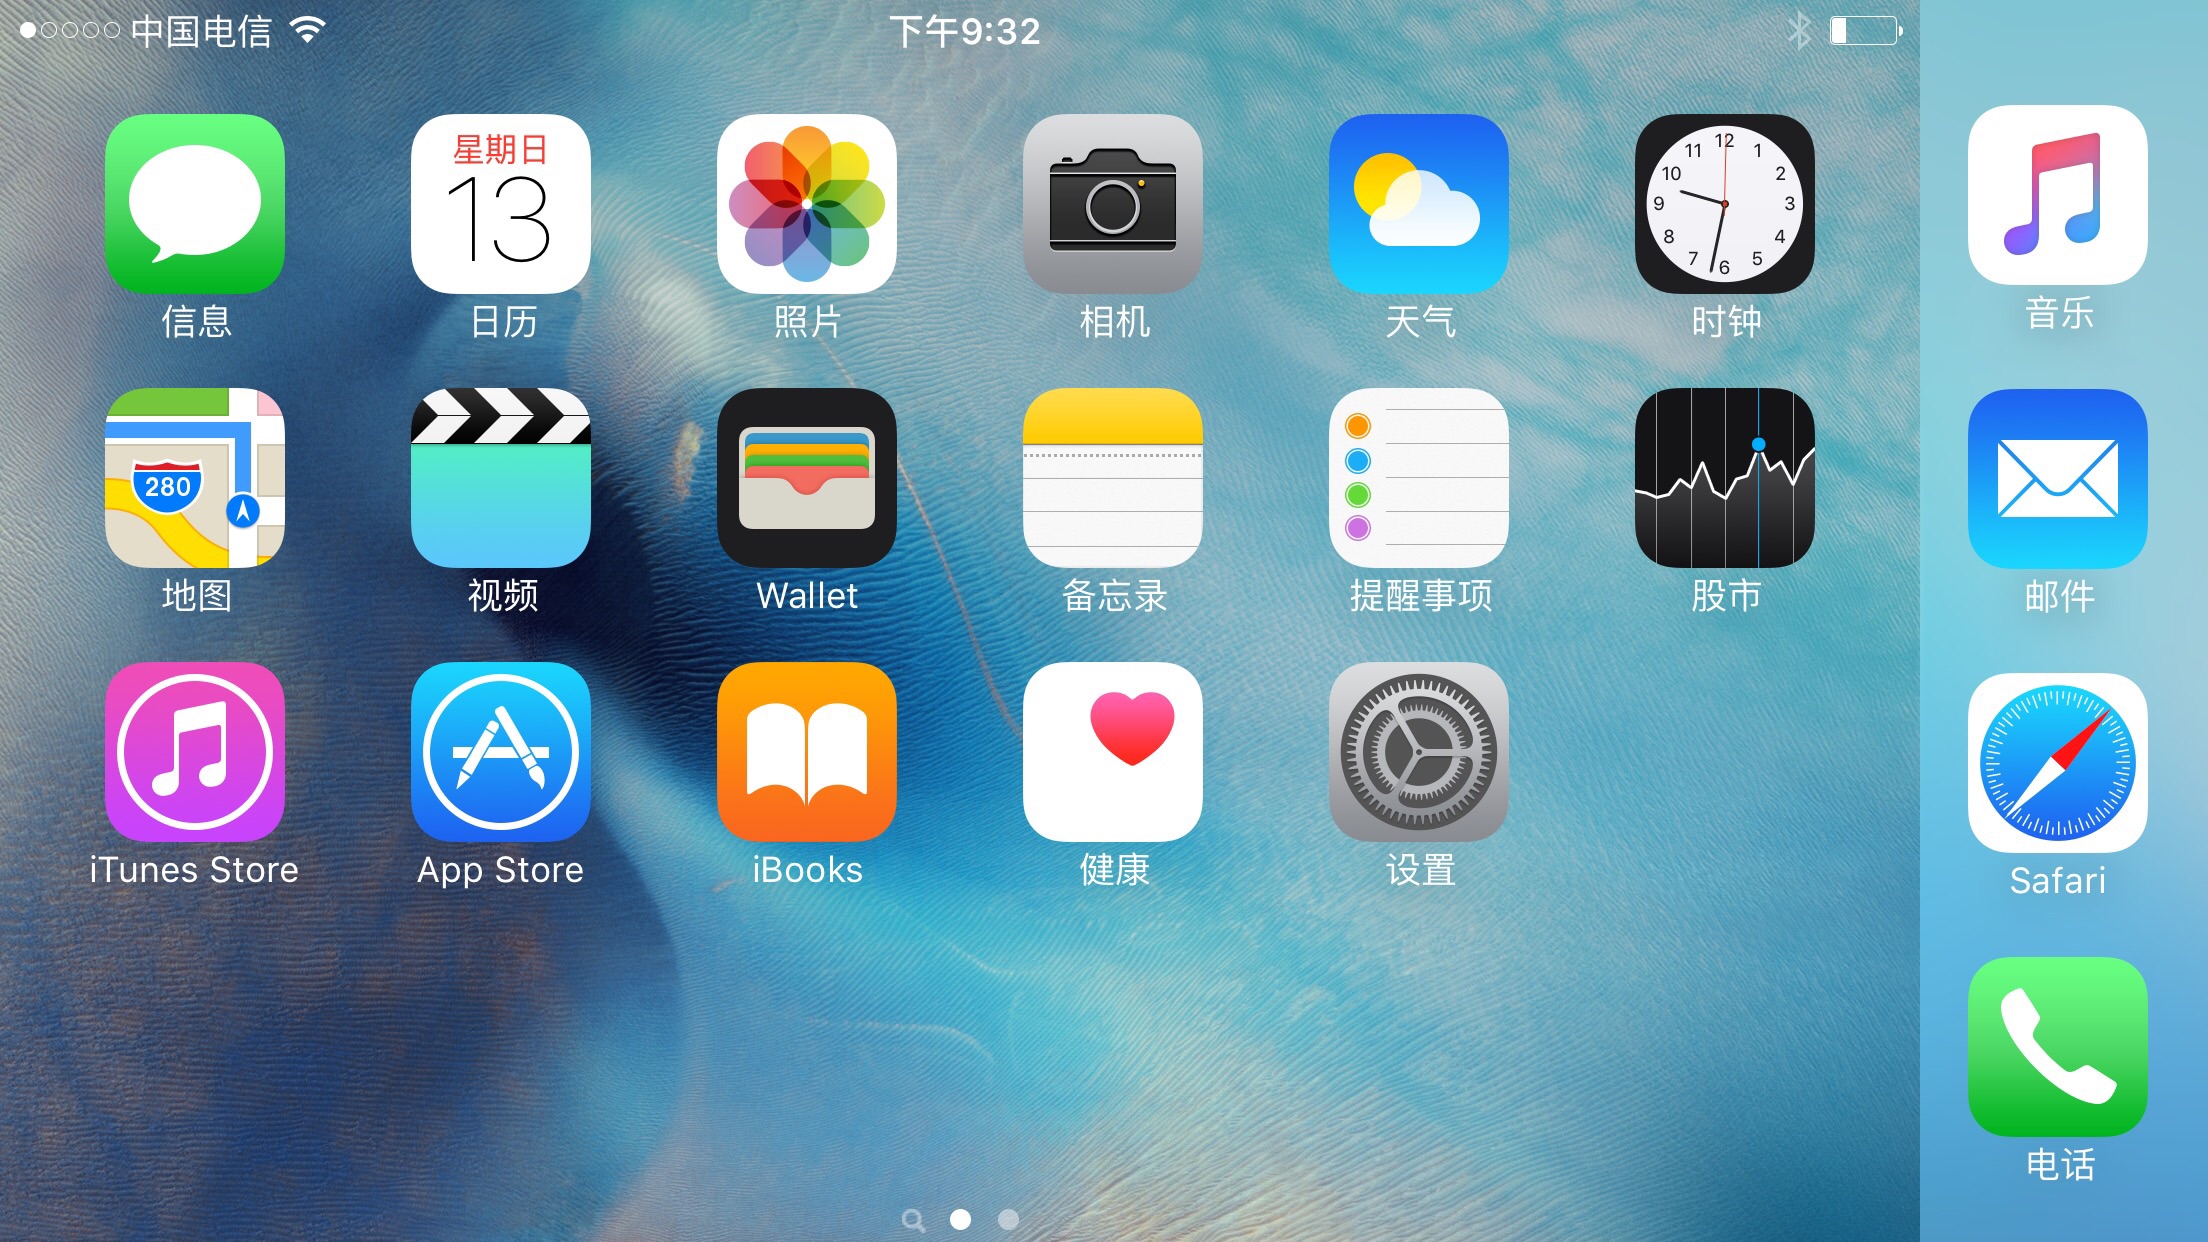 中国电信
下午9:32
星期日
13
12
1
2
3
4
5
6
7
8
9
10
11
信息
日历
照片
相机
天气
时钟
音乐
280
地图
视频
Wallet
备忘录
提醒事项
股市
邮件
iTunes Store
App Store
iBooks
健康
设置
Safari
电话